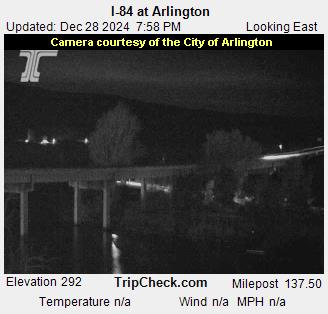 I-84 at Arlington
Updated: Dec 28 2024 7:58 PM Looking East
Camera courtesy of the City of Arlington
Elevation 292 TripCheck.com Milepost 137.50
Temperature n/a Wind n/a MPH n/a